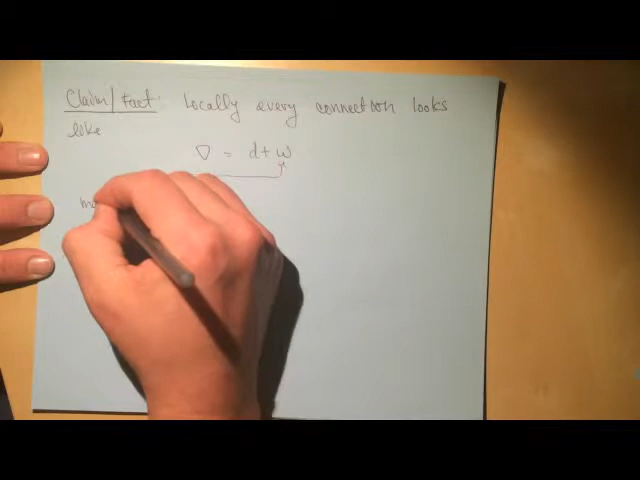 Claim/Fact: Locally every connection looks
like
∇ = d + ω